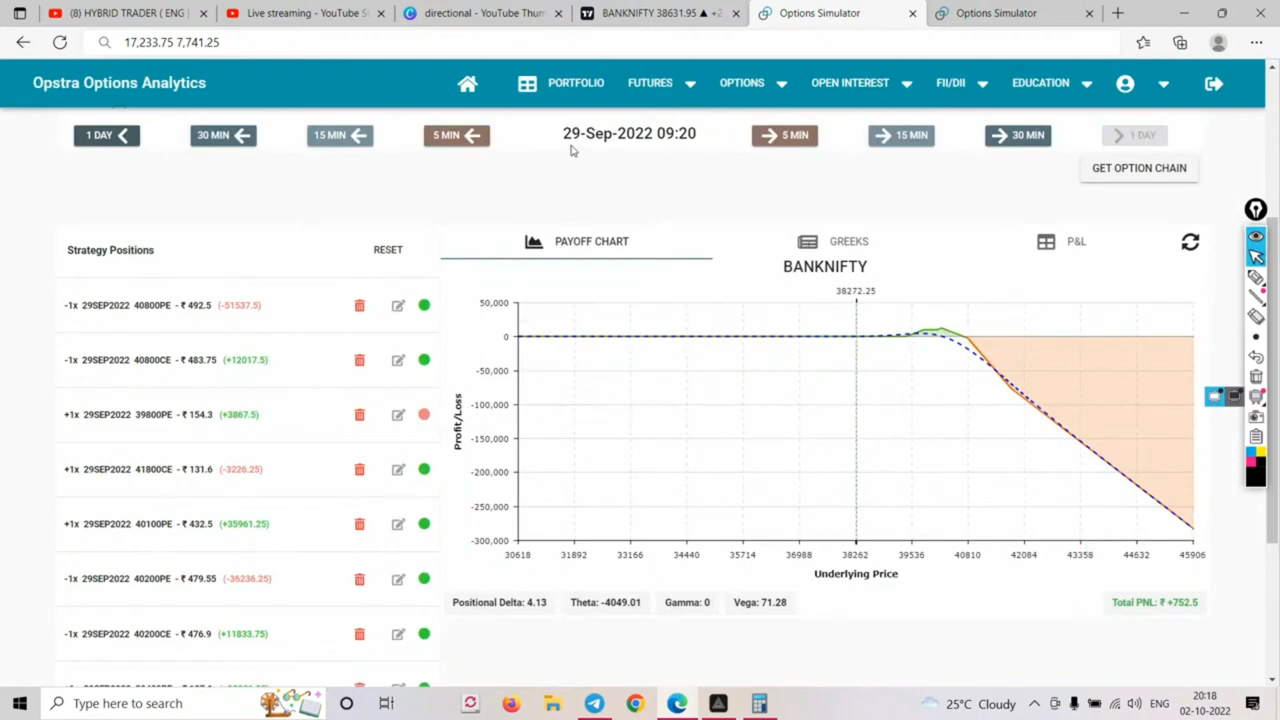 (8) HYBRID TRADER ( ENG |
Live streaming - YouTube S
directional - YouTube Thum
BANKNIFTY 38631.95 ▲ +2
Options Simulator
Options Simulator
17,233.75 7,741.25
Opstra Options Analytics
PORTFOLIO
FUTURES
OPTIONS
OPEN INTEREST
FII/DII
EDUCATION
1 DAY
30 MIN
15 MIN
5 MIN
29-Sep-2022 09:20
5 MIN
15 MIN
30 MIN
1 DAY
GET OPTION CHAIN
Strategy Positions
RESET
-1x 29SEP2022 40800PE - ₹ 492.5 (-51537.5)
-1x 29SEP2022 40800CE - ₹ 483.75 (+12017.5)
+1x 29SEP2022 39800PE - ₹ 154.3 (+3867.5)
+1x 29SEP2022 41800CE - ₹ 131.6 (-3226.25)
+1x 29SEP2022 40100PE - ₹ 432.5 (+35961.25)
-1x 29SEP2022 40200PE - ₹ 479.55 (-36236.25)
-1x 29SEP2022 40200CE - ₹ 476.9 (+11833.75)
PAYOFF CHART
GREEKS
P&L
BANKNIFTY
38272.25
50,000
0
-50,000
-100,000
-150,000
-200,000
-250,000
-300,000
Profit/Loss
30618 31892 33166 34440 35714 36988 38262 39536 40810 42084 43358 44632 45906
Underlying Price
Positional Delta: 4.13
Theta: -4049.01
Gamma: 0
Vega: 71.28
Total PNL: ₹ +752.5
Type here to search
25°C Cloudy
ENG
20:18
02-10-2022